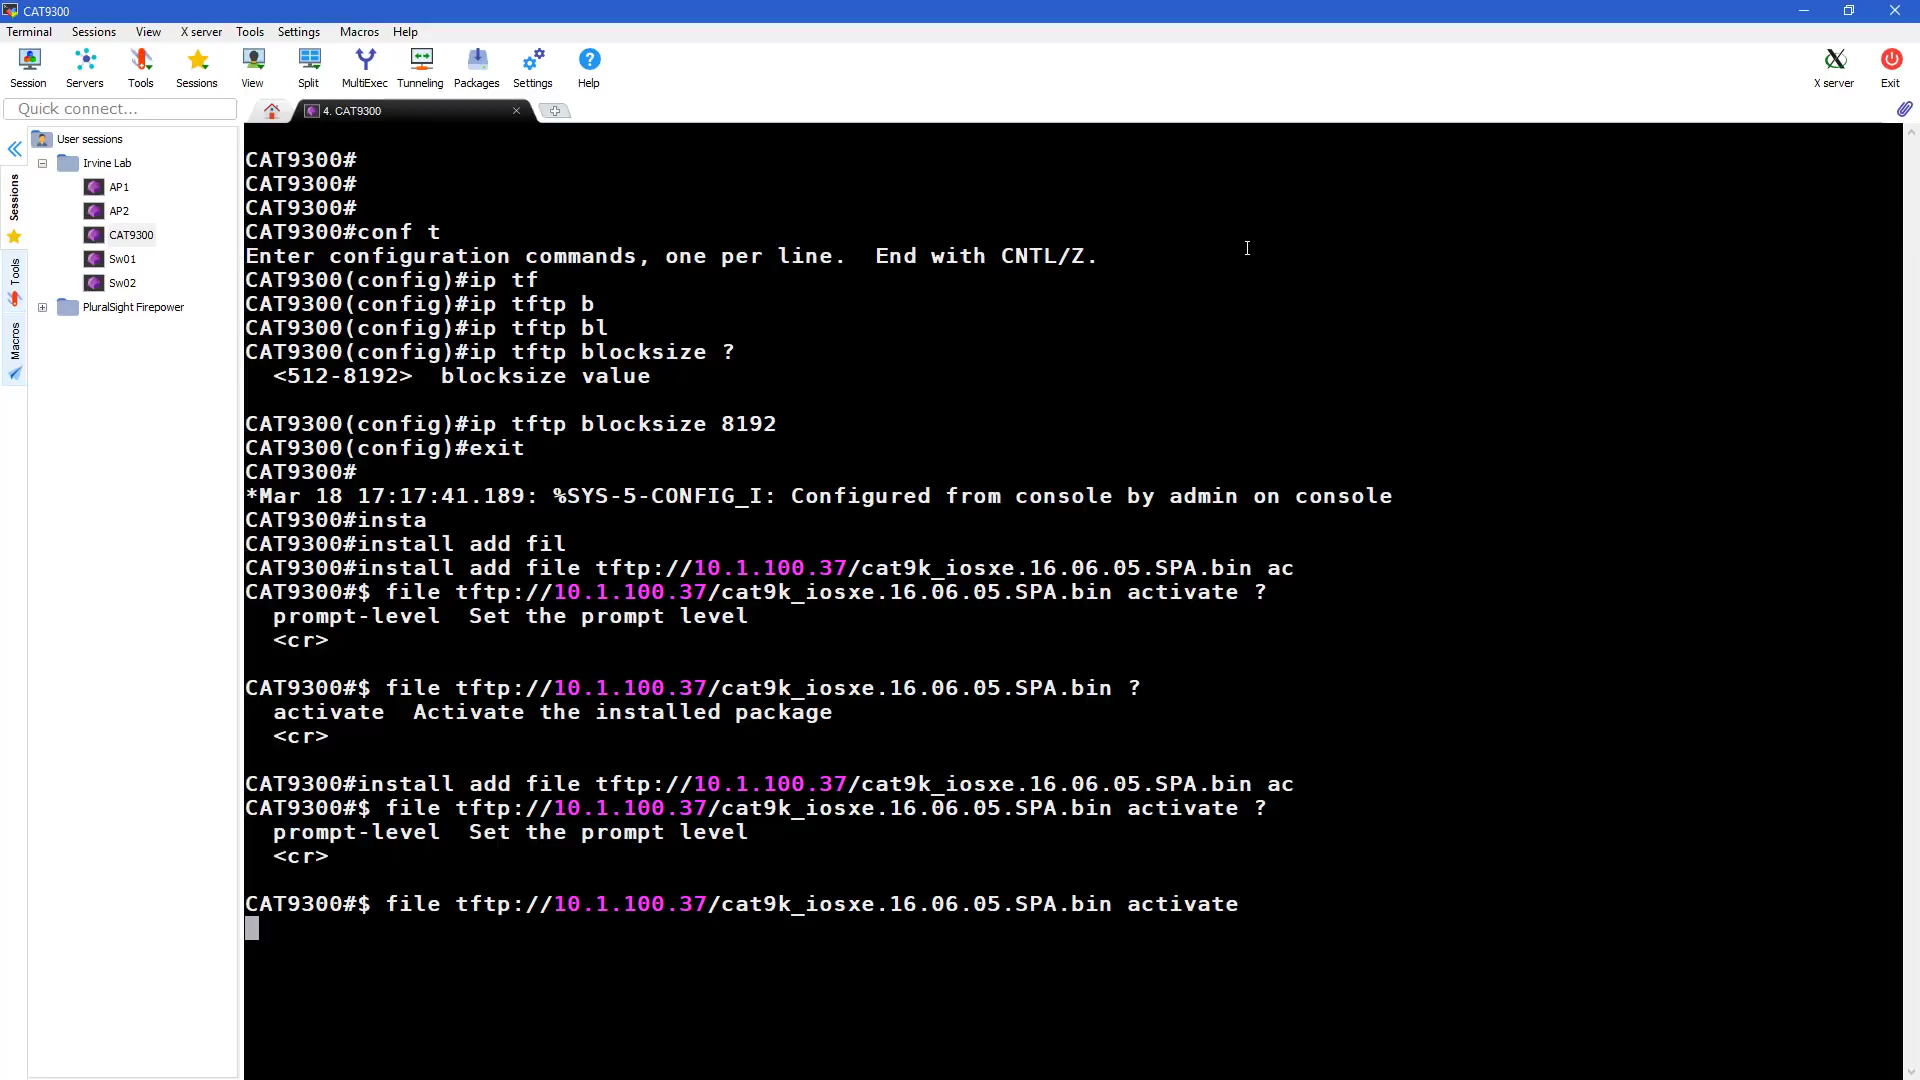 CAT9300
Terminal Sessions View X server Tools Settings Macros Help
Session Servers Tools Sessions View Split MultiExec Tunneling Packages Settings Help X server Exit
Quick connect...
4. CAT9300
User sessions
Irvine Lab
AP1
AP2
CAT9300
Sw01
Sw02
PluralSight Firepower
Sessions
Tools
Macros
CAT9300#
CAT9300#
CAT9300#
CAT9300#conf t
Enter configuration commands, one per line.  End with CNTL/Z.
CAT9300(config)#ip tf
CAT9300(config)#ip tftp b
CAT9300(config)#ip tftp bl
CAT9300(config)#ip tftp blocksize ?
  <512-8192>  blocksize value
CAT9300(config)#ip tftp blocksize 8192
CAT9300(config)#exit
CAT9300#
*Mar 18 17:17:41.189: %SYS-5-CONFIG_I: Configured from console by admin on console
CAT9300#insta
CAT9300#install add fil
CAT9300#install add file tftp://10.1.100.37/cat9k_iosxe.16.06.05.SPA.bin ac
CAT9300#$ file tftp://10.1.100.37/cat9k_iosxe.16.06.05.SPA.bin activate ?
  prompt-level  Set the prompt level
  <cr>
CAT9300#$ file tftp://10.1.100.37/cat9k_iosxe.16.06.05.SPA.bin ?
  activate  Activate the installed package
  <cr>
CAT9300#install add file tftp://10.1.100.37/cat9k_iosxe.16.06.05.SPA.bin ac
CAT9300#$ file tftp://10.1.100.37/cat9k_iosxe.16.06.05.SPA.bin activate ?
  prompt-level  Set the prompt level
  <cr>
CAT9300#$ file tftp://10.1.100.37/cat9k_iosxe.16.06.05.SPA.bin activate